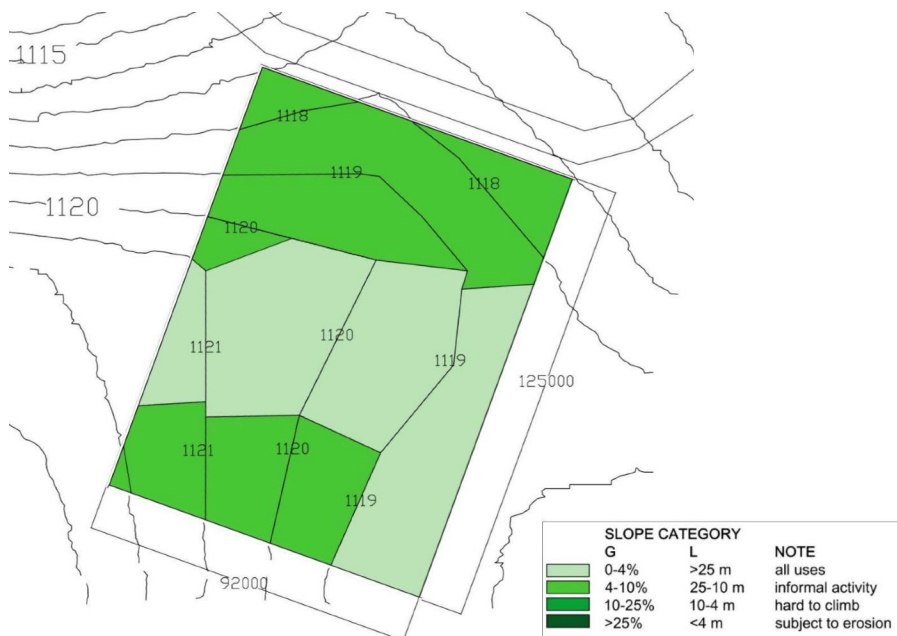 1115
1118
1119
1118
1120
1120
1120
1121
1119
125000
1121
1120
1119
92000
SLOPE CATEGORY
G L NOTE
0-4% >25 m all uses
4-10% 25-10 m informal activity
10-25% 10-4 m hard to climb
>25% <4 m subject to erosion